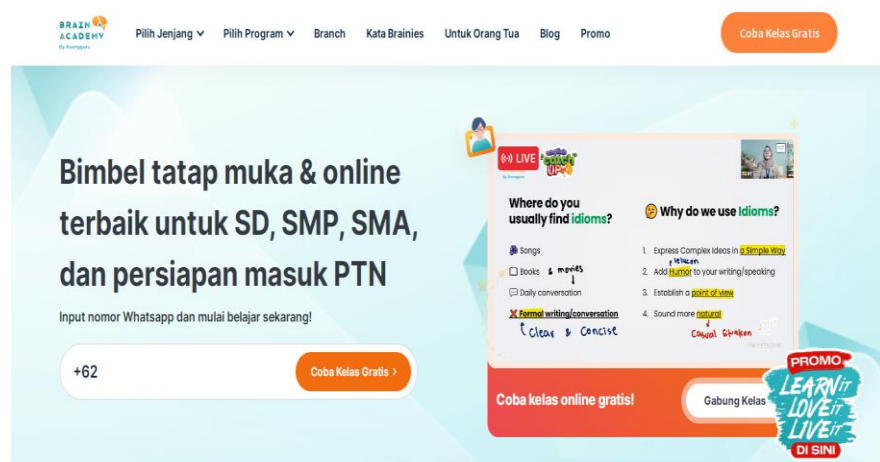 BRAIN
ACADEMY
By Ruangguru
Pilih Jenjang
Pilih Program
Branch
Kata Brainies
Untuk Orang Tua
Blog
Promo
Coba Kelas Gratis
Bimbel tatap muka & online
terbaik untuk SD, SMP, SMA,
dan persiapan masuk PTN
Input nomor Whatsapp dan mulai belajar sekarang!
+62
Coba Kelas Gratis >
LIVE
catch
UP
Where do you
usually find idioms?
Songs
Books & movies
Daily conversation
Formal writing/conversation
Clear & Concise
Why do we use Idioms?
1. Express Complex Ideas in a Simple Way
2. Add Humor to your writing/speaking
3. Establish a point of view
4. Sound more natural
Casual
Coba kelas online gratis!
Gabung Kelas
PROMO
LEARN iT
LOVE iT
LIVE iT
DI SINI